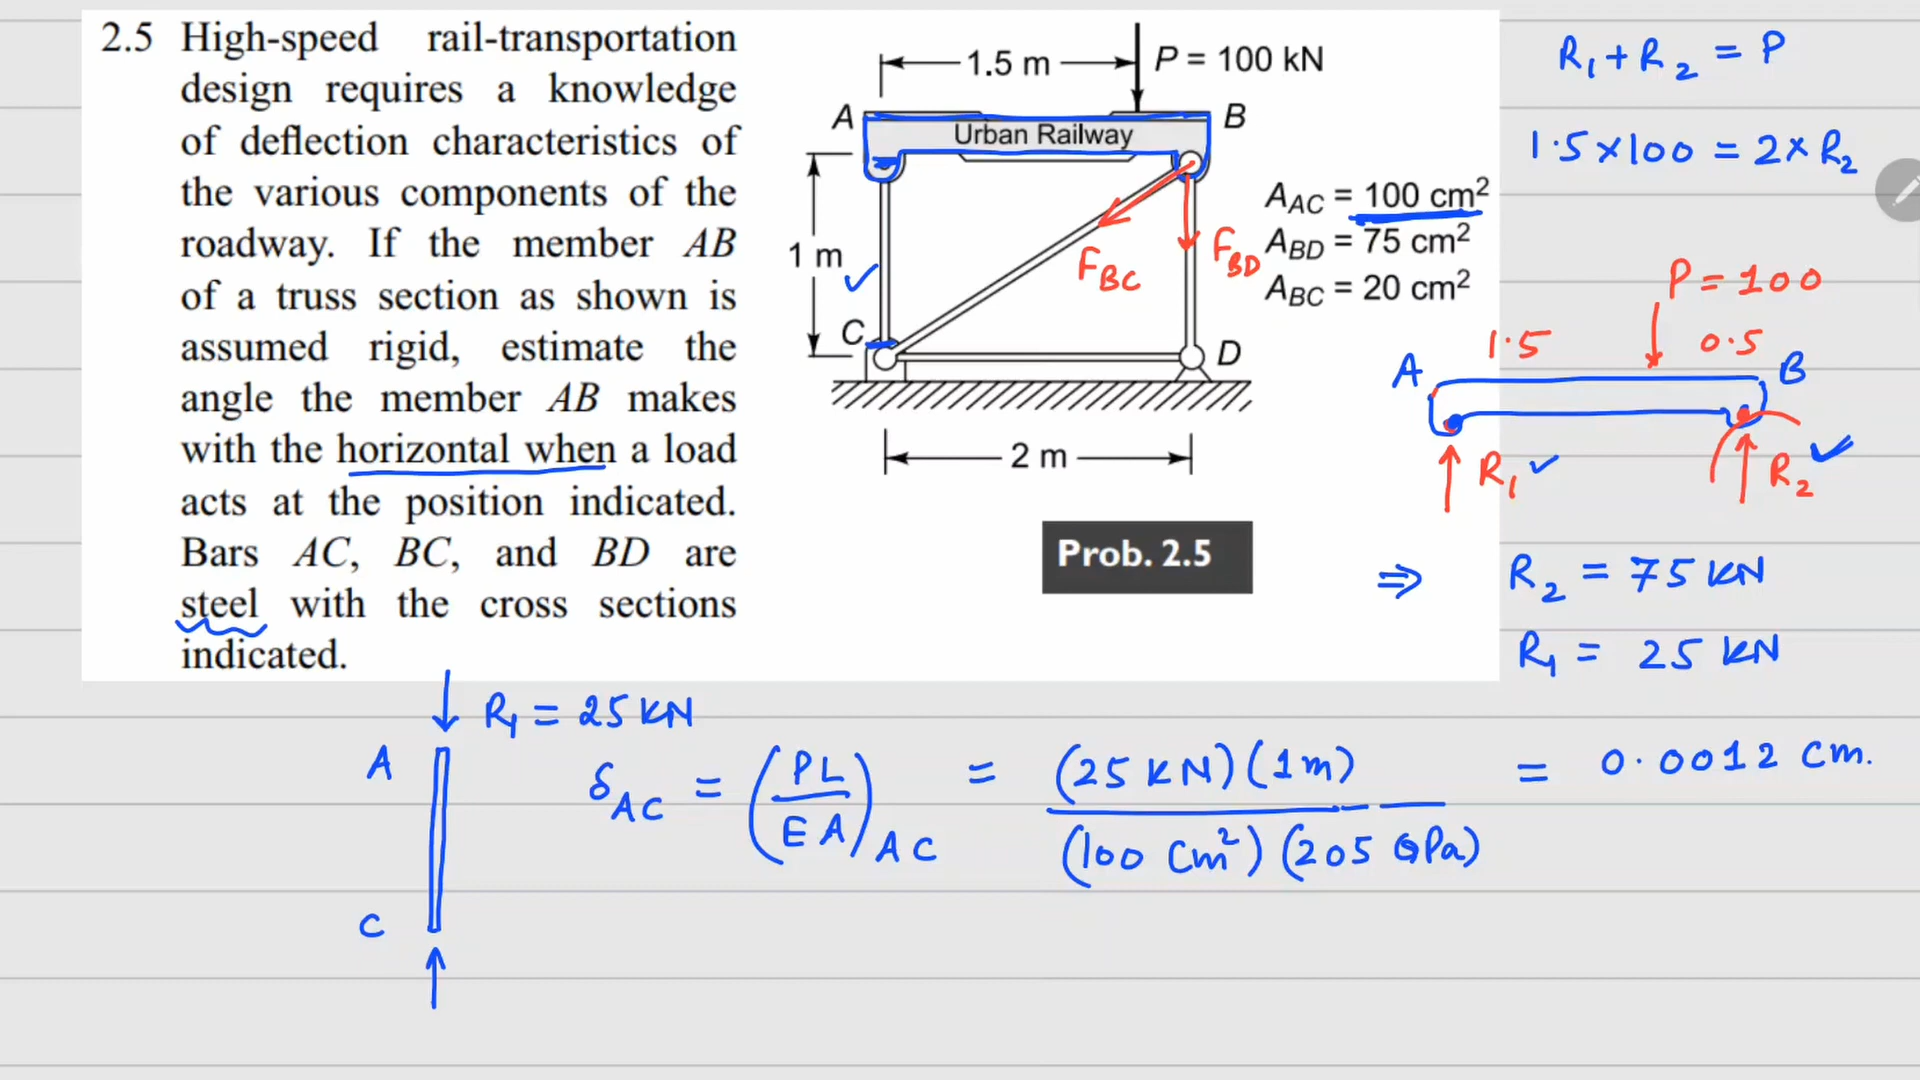 2.5 High-speed rail-transportation
design requires a knowledge
of deflection characteristics of
the various components of the
roadway. If the member AB
of a truss section as shown is
assumed rigid, estimate the
angle the member AB makes
with the horizontal when a load
acts at the position indicated.
Bars AC, BC, and BD are
steel with the cross sections
indicated.
1.5 m
P = 100 kN
A
B
Urban Railway
1 m
C
D
2 m
F_BC
F_BD
A_AC = 100 cm²
A_BD = 75 cm²
A_BC = 20 cm²
Prob. 2.5
R₁ + R₂ = P
1.5 × 100 = 2 × R₂
P = 100
1.5
0.5
A
B
R₁
R₂
⇒ R₂ = 75 KN
R₁ = 25 KN
R₁ = 25 KN
A
C
δ_AC = (PL / EA)_AC = (25 KN)(1m) / (100 Cm²)(205 GPa) = 0.0012 cm.